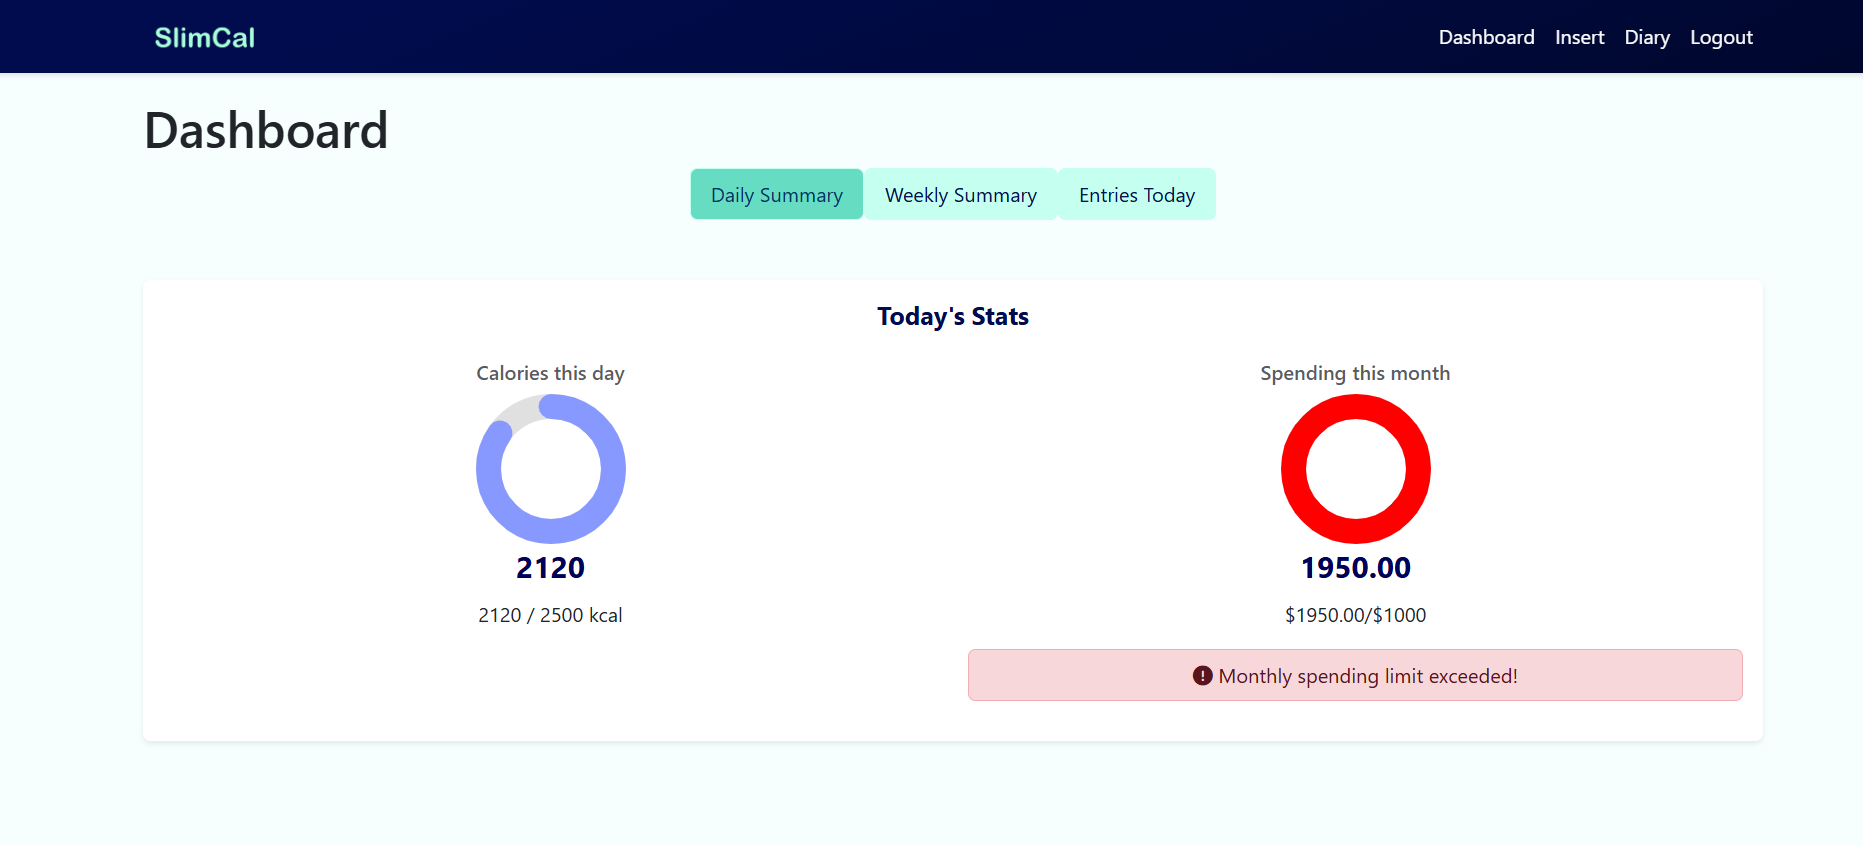 SlimCal
Dashboard Insert Diary Logout
Dashboard
Daily Summary Weekly Summary Entries Today
Today's Stats
Calories this day
Spending this month
2120
1950.00
2120 / 2500 kcal
$1950.00/$1000
Monthly spending limit exceeded!